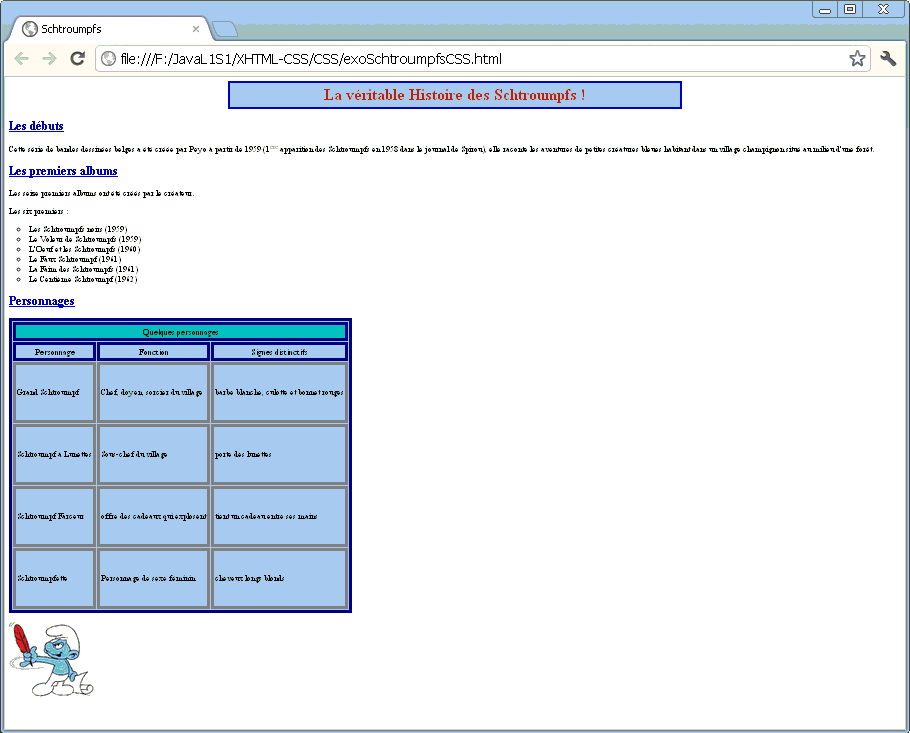 Schtroumpfs
file:///F:/JavaL1S1/XHTML-CSS/CSS/exoSchtroumpfsCSS.html
La véritable Histoire des Schtroumpfs !
Les débuts
Cette série de bandes dessinées belges a été créée par Peyo à partir de 1959 (1ère apparition des Schtroumpfs en 1958 dans le journal de Spirou), elle raconte les aventures de petites créatures bleues habitant dans un village champignon situé au milieu d'une forêt.
Les premiers albums
Les seize premiers albums ont été créés par le créateur.
Les six premiers :
Les Schtroumpfs noirs (1959)
Le Voleur de Schtroumpfs (1959)
L'Oeuf et les Schtroumpfs (1960)
Le Faux Schtroumpf (1961)
La Faim des Schtroumpfs (1961)
Le Centième Schtroumpf (1962)
Personnages
Quelques personnages
Personnage Fonction Signes distinctifs
Grand Schtroumpf Chef, doyen, sorcier du village barbe blanche, culotte et bonnet rouges
Schtroumpf à Lunettes Sous-chef du village porte des lunettes
Schtroumpf Farceur offre des cadeaux qui explosent tient un cadeau entre ses mains
Schtroumpfette Personnage de sexe féminin cheveux longs blonds